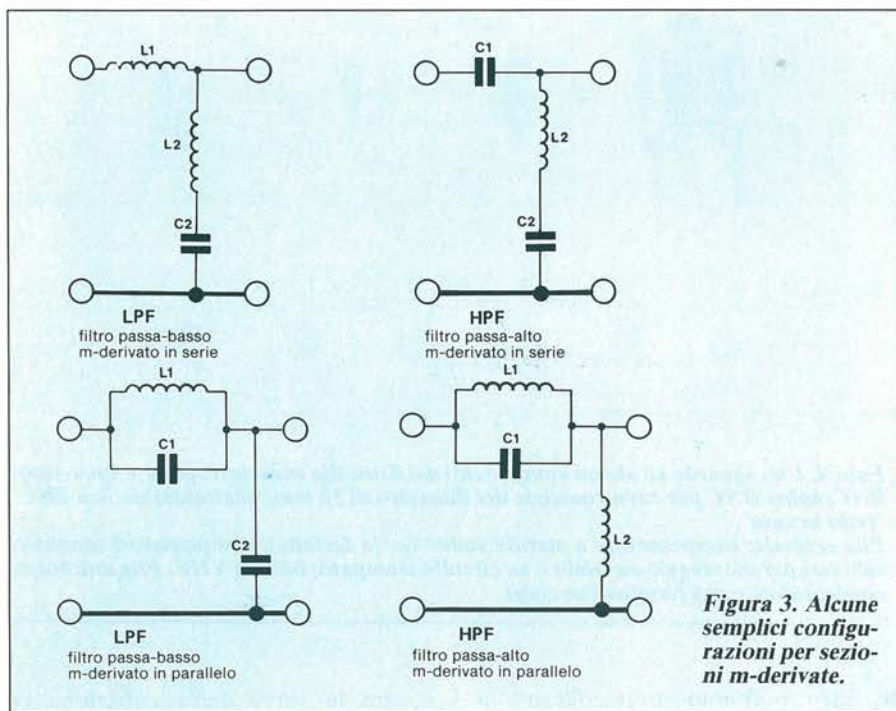 L1
L2
C2
LPF
filtro passa-basso
m-derivato in serie
C1
L2
C2
HPF
filtro passa-alto
m-derivato in serie
L1
C1
C2
LPF
filtro passa-basso
m-derivato in parallelo
L1
C1
L2
HPF
filtro passa-alto
m-derivato in parallelo
Figura 3. Alcune
semplici configu-
razioni per sezio-
ni m-derivate.